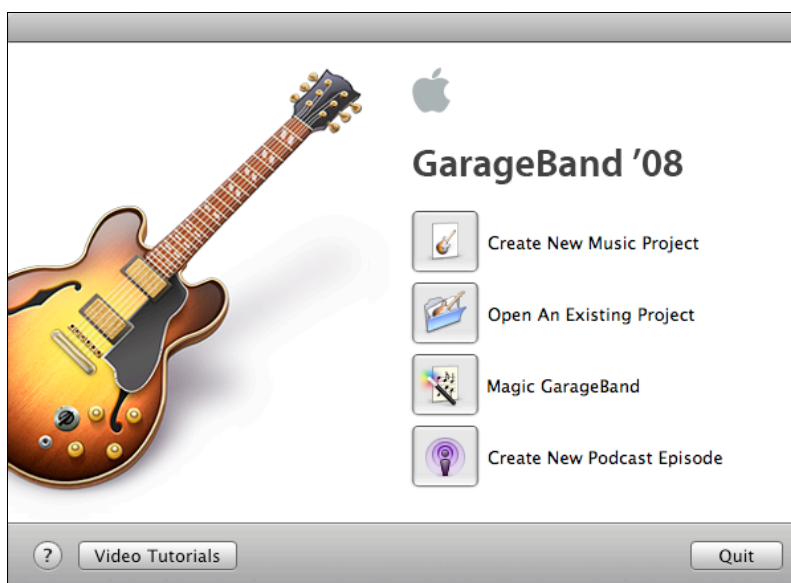 GarageBand ’08
Create New Music Project
Open An Existing Project
Magic GarageBand
Create New Podcast Episode
? Video Tutorials Quit